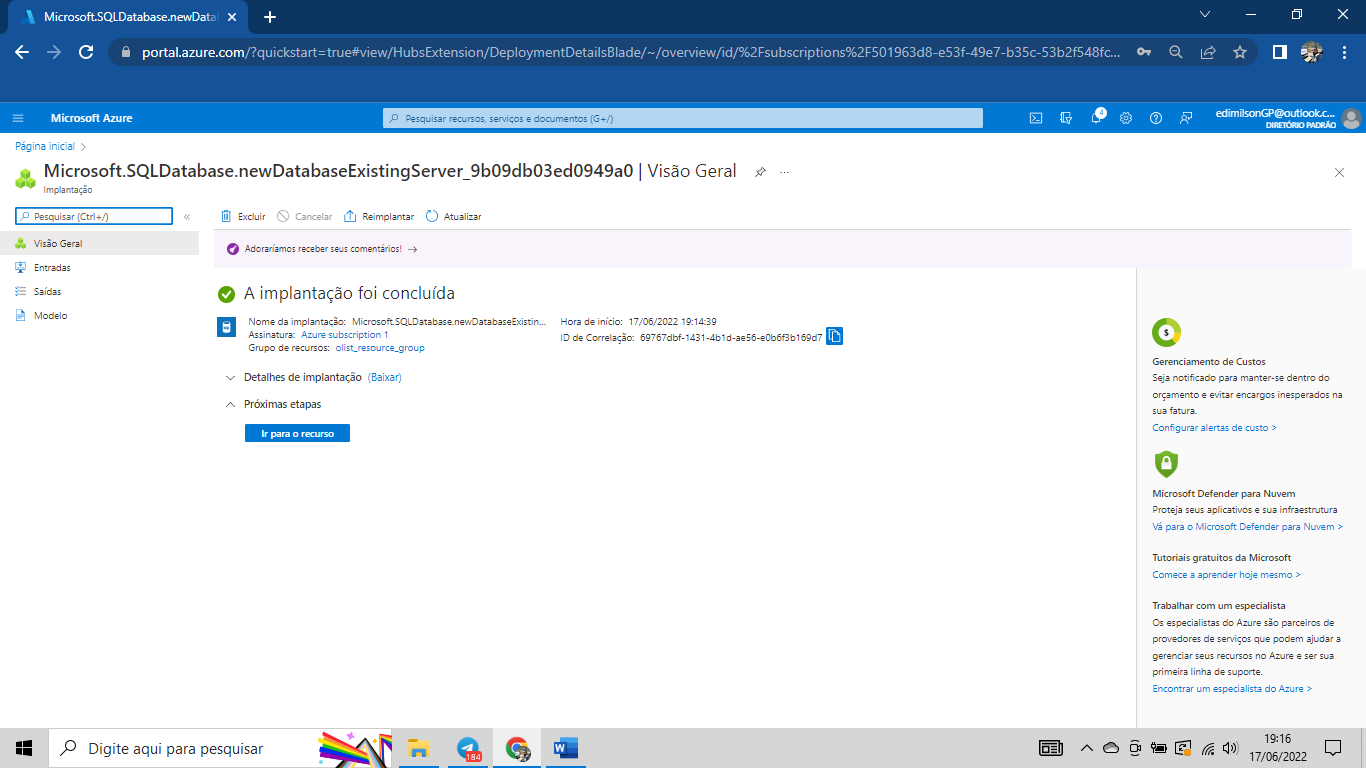 Microsoft.SQLDatabase.newData
portal.azure.com/?quickstart=true#view/HubsExtension/DeploymentDetailsBlade/~/overview/id/%2Fsubscriptions%2F501963d8-e53f-49e7-b35c-53b2f548fc...
Microsoft Azure
Pesquisar recursos, serviços e documentos (G+/)
4
edimilsonGP@outlook.c...
DIRETÓRIO PADRÃO
Página inicial >
Microsoft.SQLDatabase.newDatabaseExistingServer_9b09db03ed0949a0 | Visão Geral
Implantação
Pesquisar (Ctrl+/)
Excluir Cancelar Reimplantar Atualizar
Visão Geral
Entradas
Saídas
Modelo
Adoraríamos receber seus comentários! →
A implantação foi concluída
Nome da implantação: Microsoft.SQLDatabase.newDatabaseExistin...
Assinatura: Azure subscription 1
Grupo de recursos: olist_resource_group
Hora de início: 17/06/2022 19:14:39
ID de Correlação: 69767dbf-1431-4b1d-ae56-e0b6f3b169d7
Detalhes de implantação (Baixar)
Próximas etapas
Ir para o recurso
Gerenciamento de Custos
Seja notificado para manter-se dentro do
orçamento e evitar encargos inesperados na
sua fatura.
Configurar alertas de custo >
Microsoft Defender para Nuvem
Proteja seus aplicativos e sua infraestrutura
Vá para o Microsoft Defender para Nuvem >
Tutoriais gratuitos da Microsoft
Comece a aprender hoje mesmo >
Trabalhar com um especialista
Os especialistas do Azure são parceiros de
provedores de serviços que podem ajudar a
gerenciar seus recursos no Azure e ser sua
primeira linha de suporte.
Encontrar um especialista do Azure >
Digite aqui para pesquisar
184
19:16
17/06/2022